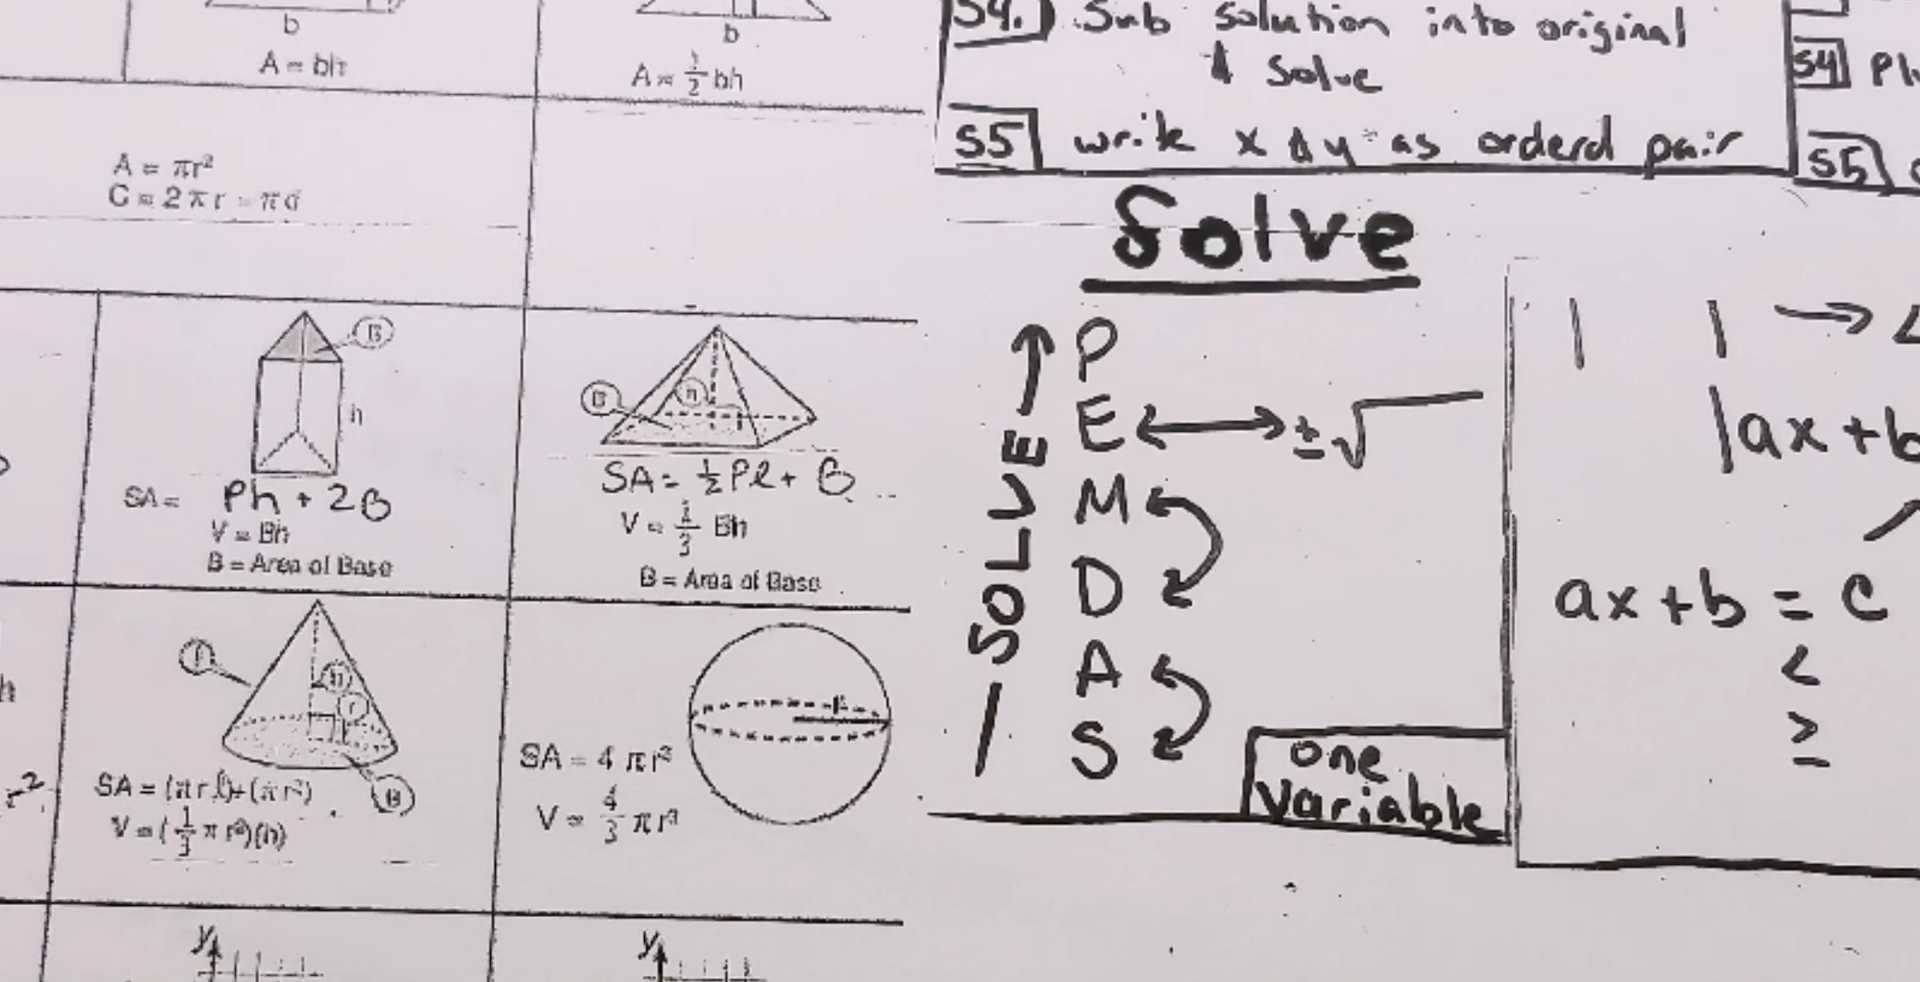 b
A = bh
b
A = 1/2 bh
A = πr²
C = 2πr = πd
B
h
SA = Ph + 2B
V = Bh
B = Area of Base
B
h
SA = 1/2 Pl + B
V = 1/3 Bh
B = Area of Base
l
h
r
B
SA = (πrl)+(πr²)
V = (1/3 πr²)(h)
r
SA = 4πr²
V = 4/3 πr³
r²
y
y
S4. Sub solution into original
& Solve
S5 write x & y as orderd pair
S4
S5
Solve
SOLVE
P
E ↔ ±√
M
D
A
S
one
variable
| | →
|ax + b
ax + b = c
<
≥